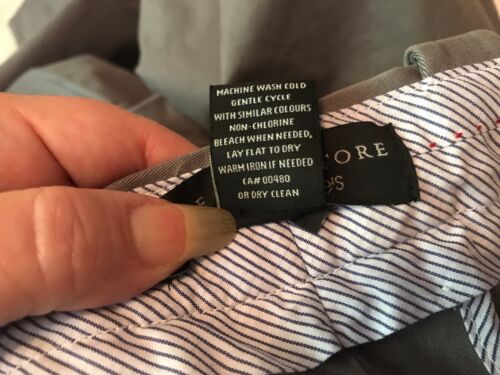 MACHINE WASH COLD
GENTLE CYCLE
WITH SIMILAR COLOURS
NON-CHLORINE
BLEACH WHEN NEEDED,
LAY FLAT TO DRY
WARM IRON IF NEEDED
CA# 00480
OR DRY CLEAN
TORE